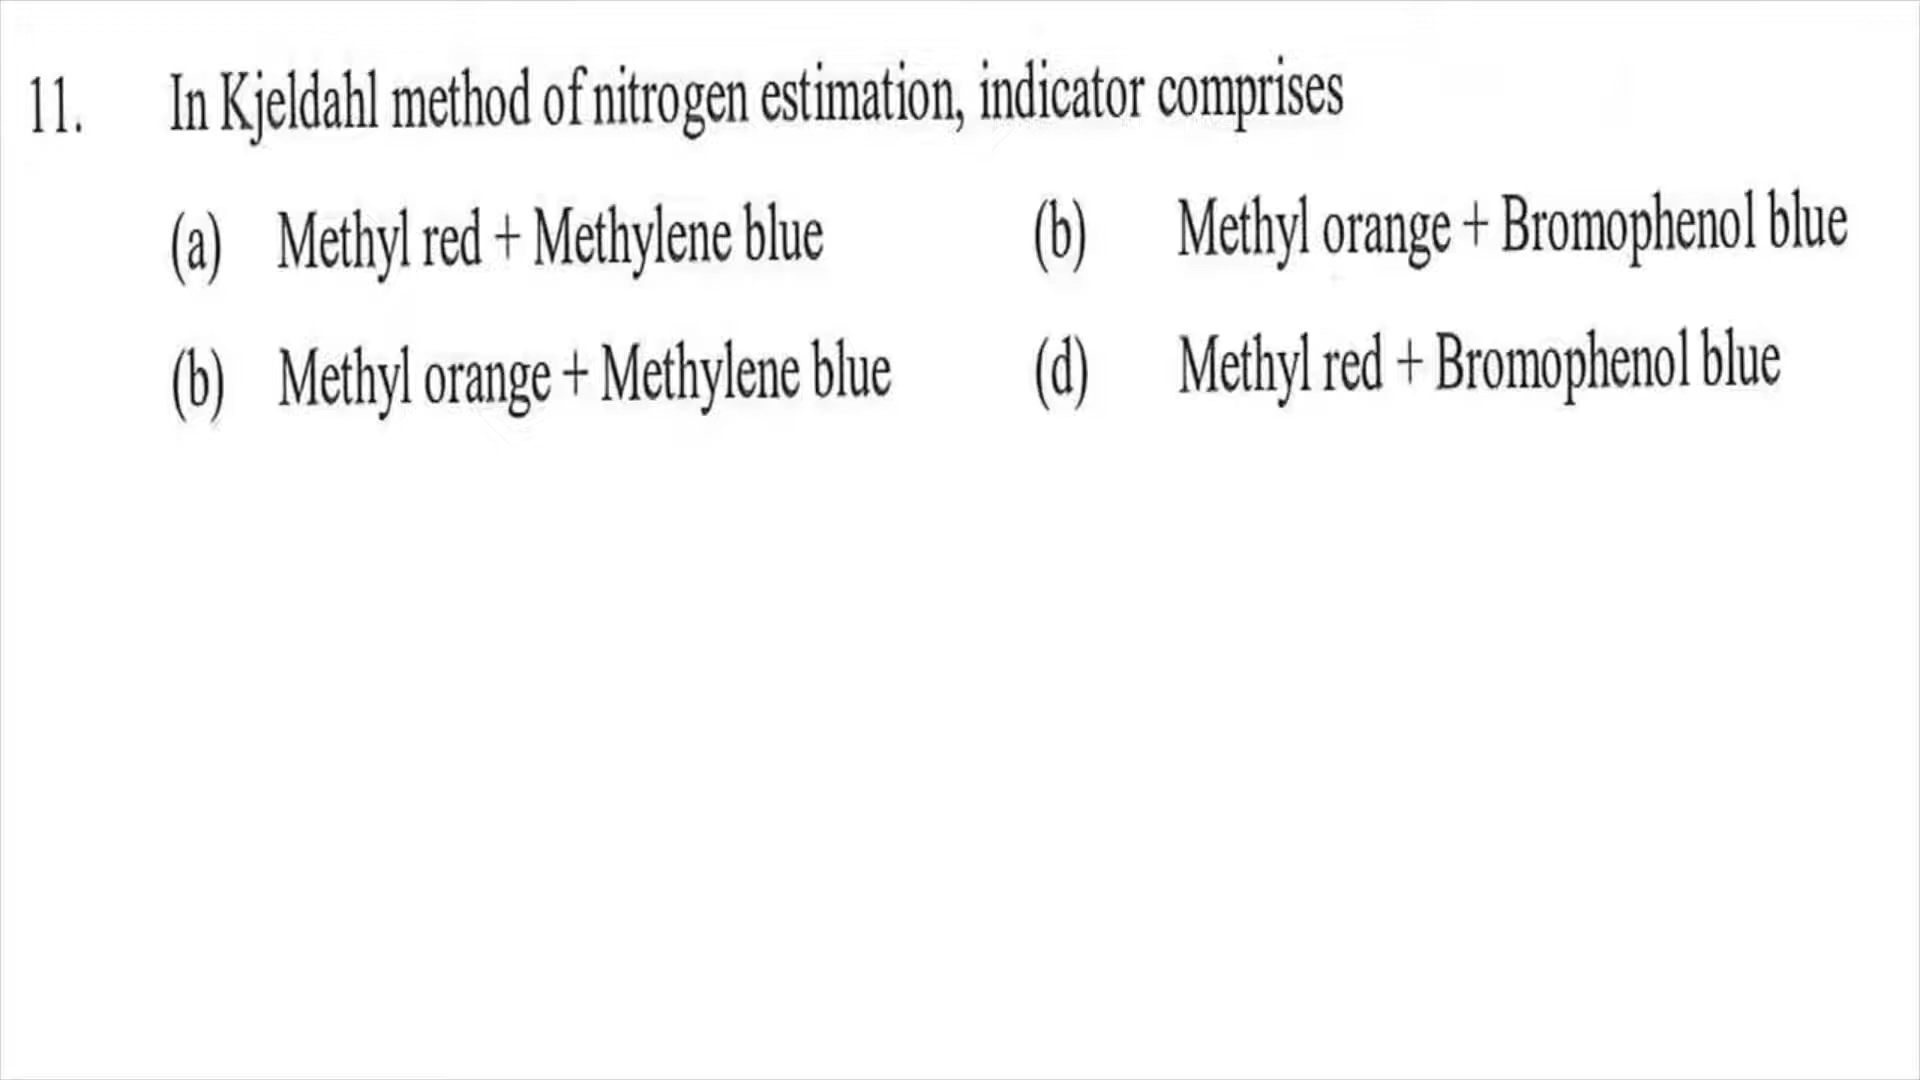 11. In Kjeldahl method of nitrogen estimation, indicator comprises
(a) Methyl red + Methylene blue (b) Methyl orange + Bromophenol blue
(b) Methyl orange + Methylene blue (d) Methyl red + Bromophenol blue